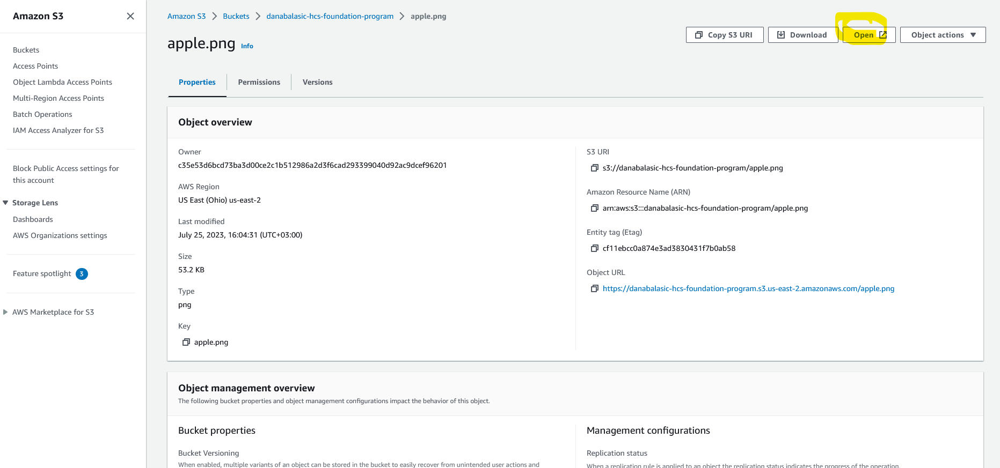 Amazon S3
Buckets
Access Points
Object Lambda Access Points
Multi-Region Access Points
Batch Operations
IAM Access Analyzer for S3
Block Public Access settings for
this account
Storage Lens
Dashboards
AWS Organizations settings
Feature spotlight 3
AWS Marketplace for S3
Amazon S3 > Buckets > danabalasic-hcs-foundation-program > apple.png
apple.png Info
Copy S3 URI Download Open Object actions
Properties Permissions Versions
Object overview
Owner
c35e53d6bcd73ba3d00ce2c1b512986a2d3f6cad293399040d92ac9dcef96201
AWS Region
US East (Ohio) us-east-2
Last modified
July 25, 2023, 16:04:31 (UTC+03:00)
Size
53.2 KB
Type
png
Key
apple.png
S3 URI
s3://danabalasic-hcs-foundation-program/apple.png
Amazon Resource Name (ARN)
arn:aws:s3:::danabalasic-hcs-foundation-program/apple.png
Entity tag (Etag)
cf11ebcc0a874e3ad3830431f7b0ab58
Object URL
https://danabalasic-hcs-foundation-program.s3.us-east-2.amazonaws.com/apple.png
Object management overview
The following bucket properties and object management configurations impact the behavior of this object.
Bucket properties
Bucket Versioning
When enabled, multiple variants of an object can be stored in the bucket to easily recover from unintended user actions and
Management configurations
Replication status
When a replication rule is applied to an object the replication status indicates the progress of the operation.